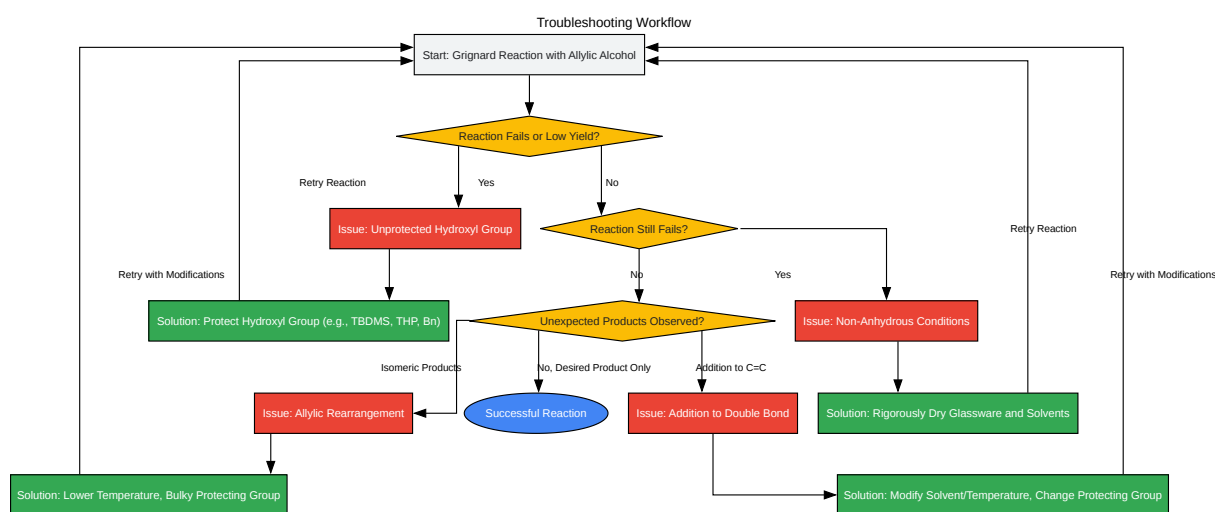 Troubleshooting Workflow
Start: Grignard Reaction with Allylic Alcohol
Reaction Fails or Low Yield?
Retry Reaction
Yes
No
Issue: Unprotected Hydroxyl Group
Reaction Still Fails?
Retry Reaction
Retry with Modifications
No
Yes
Retry with Modifications
Solution: Protect Hydroxyl Group (e.g., TBDMS, THP, Bn)
Unexpected Products Observed?
Issue: Non-Anhydrous Conditions
Isomeric Products
No, Desired Product Only
Addition to C=C
Issue: Allylic Rearrangement
Successful Reaction
Issue: Addition to Double Bond
Solution: Rigorously Dry Glassware and Solvents
Solution: Lower Temperature, Bulky Protecting Group
Solution: Modify Solvent/Temperature, Change Protecting Group